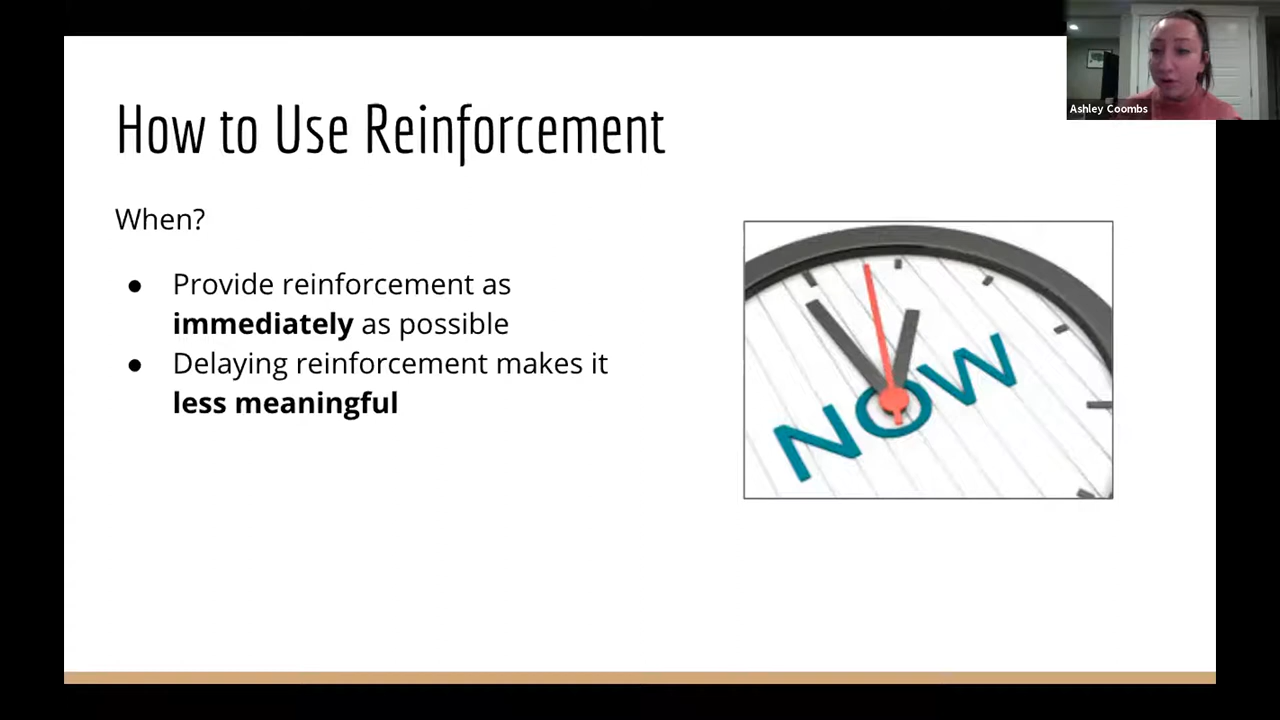 Ashley Coombs
How to Use Reinforcement
When?
● Provide reinforcement as
immediately as possible
● Delaying reinforcement makes it
less meaningful
NOW